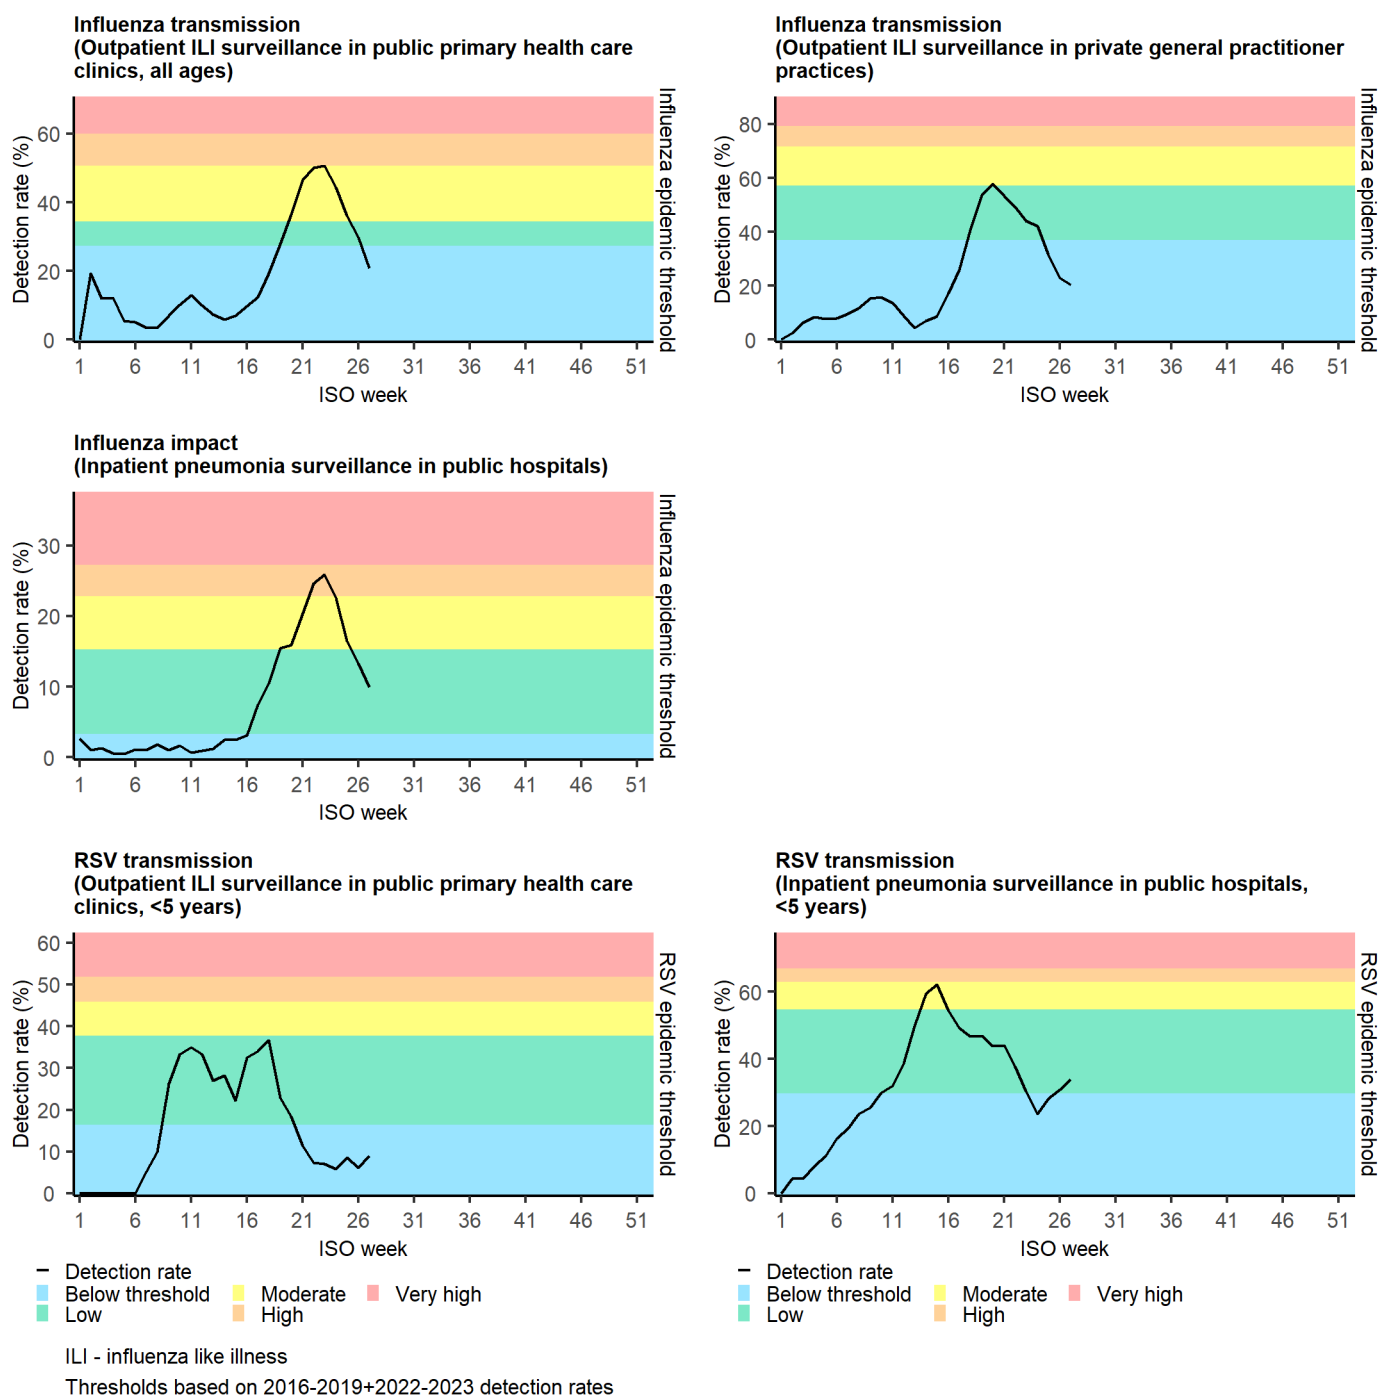 Influenza transmission
(Outpatient ILI surveillance in public primary health care
clinics, all ages)
Detection rate (%)
60
40
20
0
1 6 11 16 21 26 31 36 41 46 51
ISO week
Influenza epidemic threshold
Influenza transmission
(Outpatient ILI surveillance in private general practitioner
practices)
Detection rate (%)
80
60
40
20
0
1 6 11 16 21 26 31 36 41 46 51
ISO week
Influenza epidemic threshold
Influenza impact
(Inpatient pneumonia surveillance in public hospitals)
Detection rate (%)
30
20
10
0
1 6 11 16 21 26 31 36 41 46 51
ISO week
Influenza epidemic threshold
RSV transmission
(Outpatient ILI surveillance in public primary health care
clinics, <5 years)
Detection rate (%)
60
50
40
30
20
10
0
1 6 11 16 21 26 31 36 41 46 51
ISO week
RSV epidemic threshold
RSV transmission
(Inpatient pneumonia surveillance in public hospitals,
<5 years)
Detection rate (%)
60
40
20
0
1 6 11 16 21 26 31 36 41 46 51
ISO week
RSV epidemic threshold
Detection rate
Below threshold Moderate Very high
Low High
Detection rate
Below threshold Moderate Very high
Low High
ILI - influenza like illness
Thresholds based on 2016-2019+2022-2023 detection rates